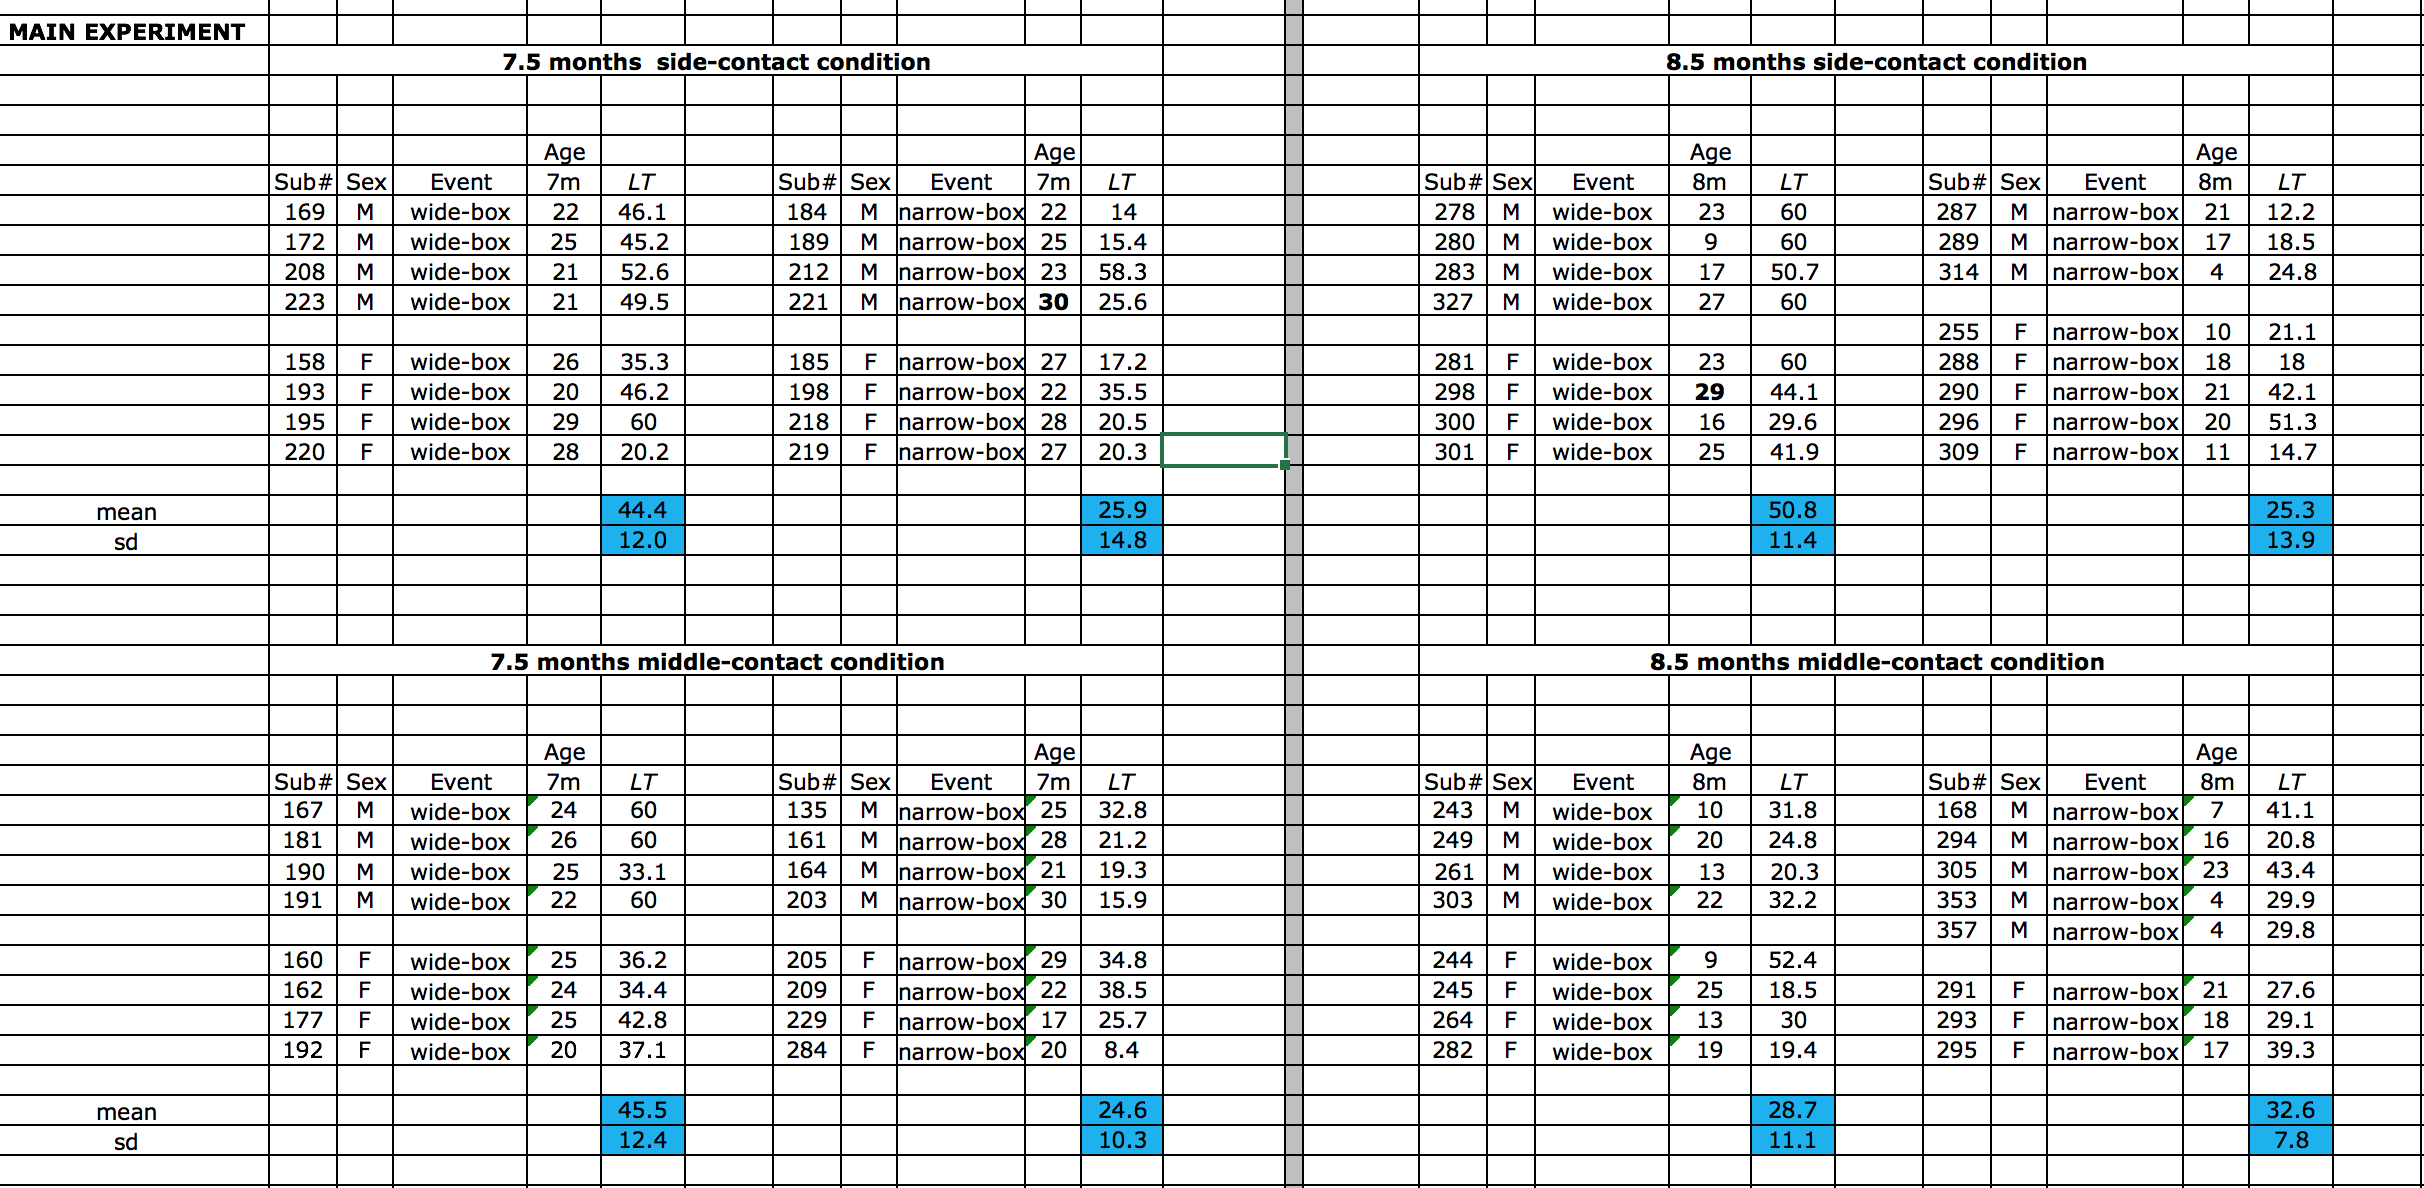 MAIN EXPERIMENT
7.5 months side-contact condition 8.5 months side-contact condition
Age Age Age Age
Sub# Sex Event 7m LT Sub# Sex Event 7m LT Sub# Sex Event 8m LT Sub# Sex Event 8m LT
169 M wide-box 22 46.1 184 M narrow-box 22 14 278 M wide-box 23 60 287 M narrow-box 21 12.2
172 M wide-box 25 45.2 189 M narrow-box 25 15.4 280 M wide-box 9 60 289 M narrow-box 17 18.5
208 M wide-box 21 52.6 212 M narrow-box 23 58.3 283 M wide-box 17 50.7 314 M narrow-box 4 24.8
223 M wide-box 21 49.5 221 M narrow-box 30 25.6 327 M wide-box 27 60
255 F narrow-box 10 21.1
158 F wide-box 26 35.3 185 F narrow-box 27 17.2 281 F wide-box 23 60 288 F narrow-box 18 18
193 F wide-box 20 46.2 198 F narrow-box 22 35.5 298 F wide-box 29 44.1 290 F narrow-box 21 42.1
195 F wide-box 29 60 218 F narrow-box 28 20.5 300 F wide-box 16 29.6 296 F narrow-box 20 51.3
220 F wide-box 28 20.2 219 F narrow-box 27 20.3 301 F wide-box 25 41.9 309 F narrow-box 11 14.7
mean 44.4 25.9 50.8 25.3
sd 12.0 14.8 11.4 13.9
7.5 months middle-contact condition 8.5 months middle-contact condition
Age Age Age Age
Sub# Sex Event 7m LT Sub# Sex Event 7m LT Sub# Sex Event 8m LT Sub# Sex Event 8m LT
167 M wide-box 24 60 135 M narrow-box 25 32.8 243 M wide-box 10 31.8 168 M narrow-box 7 41.1
181 M wide-box 26 60 161 M narrow-box 28 21.2 249 M wide-box 20 24.8 294 M narrow-box 16 20.8
190 M wide-box 25 33.1 164 M narrow-box 21 19.3 261 M wide-box 13 20.3 305 M narrow-box 23 43.4
191 M wide-box 22 60 203 M narrow-box 30 15.9 303 M wide-box 22 32.2 353 M narrow-box 4 29.9
357 M narrow-box 4 29.8
160 F wide-box 25 36.2 205 F narrow-box 29 34.8 244 F wide-box 9 52.4
162 F wide-box 24 34.4 209 F narrow-box 22 38.5 245 F wide-box 25 18.5 291 F narrow-box 21 27.6
177 F wide-box 25 42.8 229 F narrow-box 17 25.7 264 F wide-box 13 30 293 F narrow-box 18 29.1
192 F wide-box 20 37.1 284 F narrow-box 20 8.4 282 F wide-box 19 19.4 295 F narrow-box 17 39.3
mean 45.5 24.6 28.7 32.6
sd 12.4 10.3 11.1 7.8